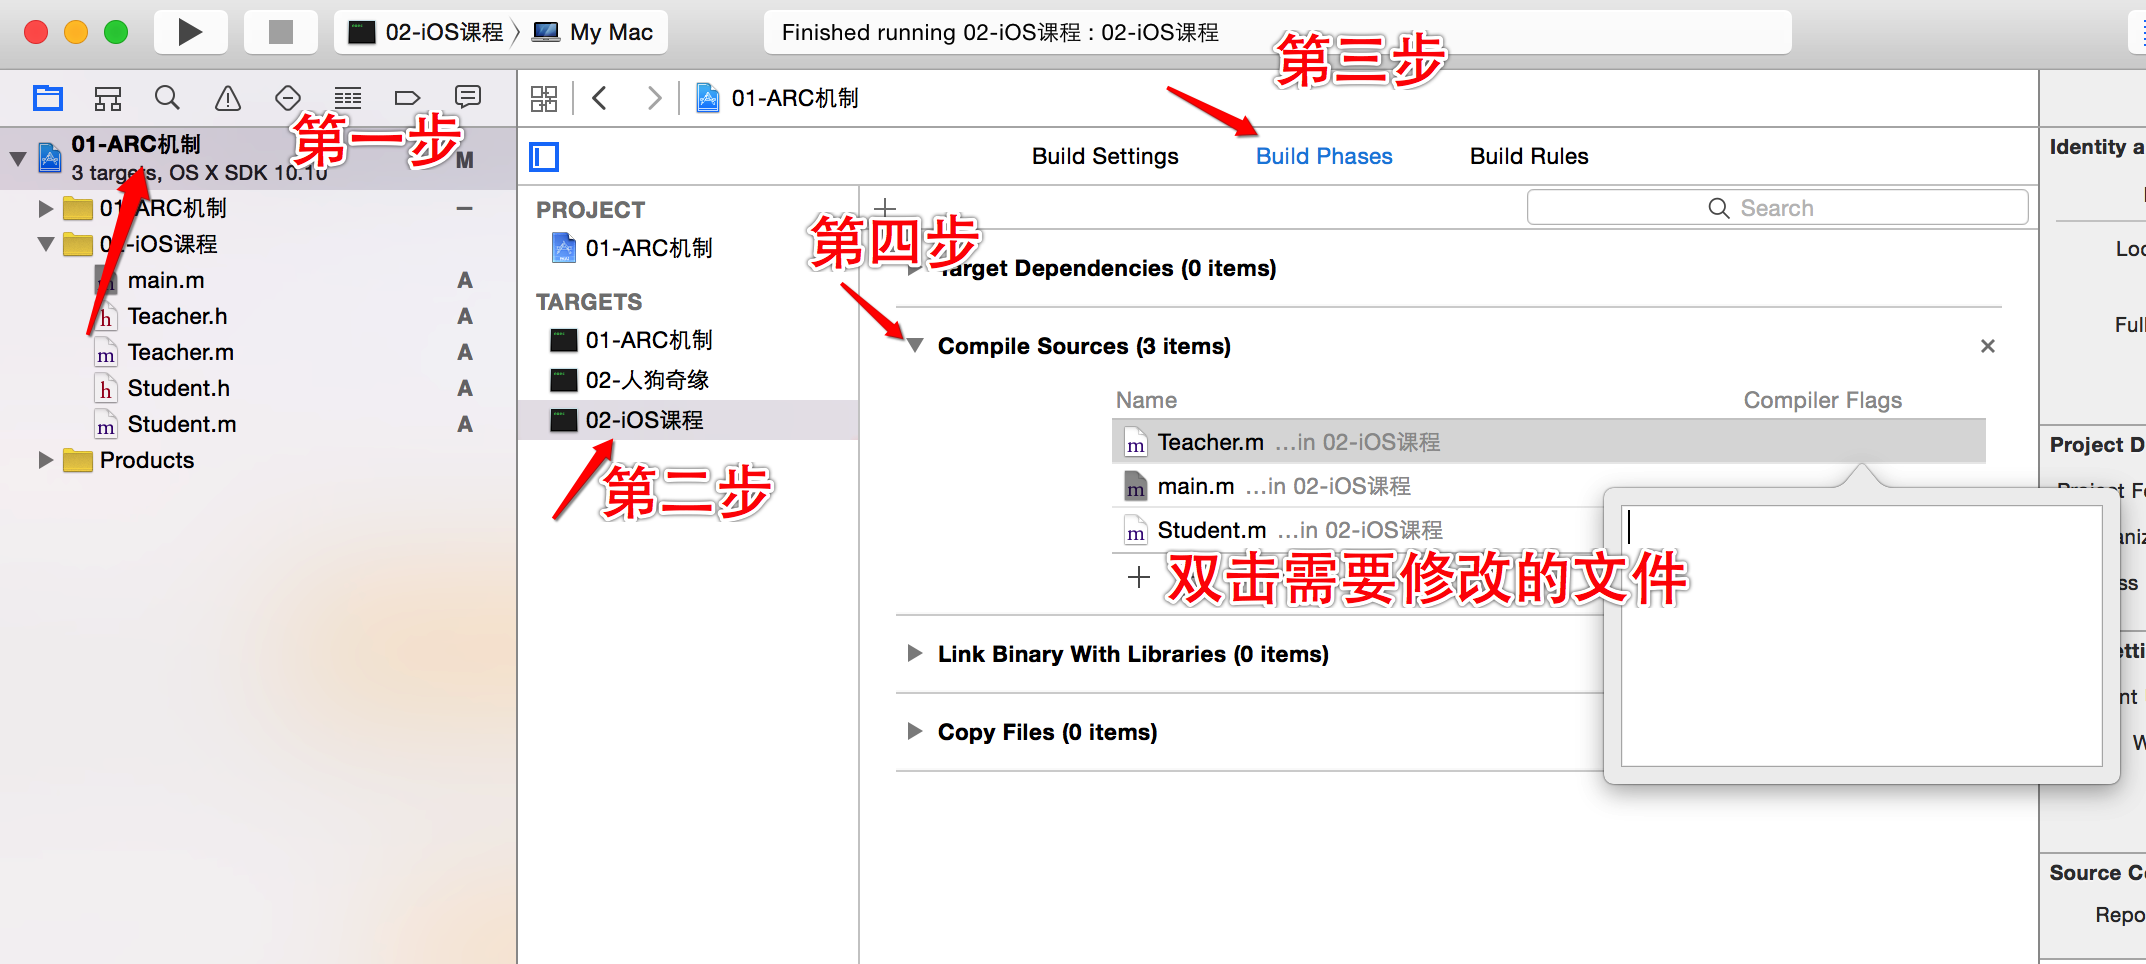 02-iOS课程 My Mac
Finished running 02-iOS课程 : 02-iOS课程
第三步
01-ARC机制
第一步
01-ARC机制
3 targets, OS X SDK 10.10
M
01-ARC机制
02-iOS课程
main.m A
Teacher.h A
Teacher.m A
Student.h A
Student.m A
Products
Build Settings Build Phases Build Rules
PROJECT
01-ARC机制
TARGETS
01-ARC机制
02-人狗奇缘
02-iOS课程
第二步
Search
第四步
Target Dependencies (0 items)
Compile Sources (3 items)
Name Compiler Flags
Teacher.m ...in 02-iOS课程
main.m ...in 02-iOS课程
Student.m ...in 02-iOS课程
双击需要修改的文件
Link Binary With Libraries (0 items)
Copy Files (0 items)
Identity a
Loc
Full
Project D
Source Co
Repo